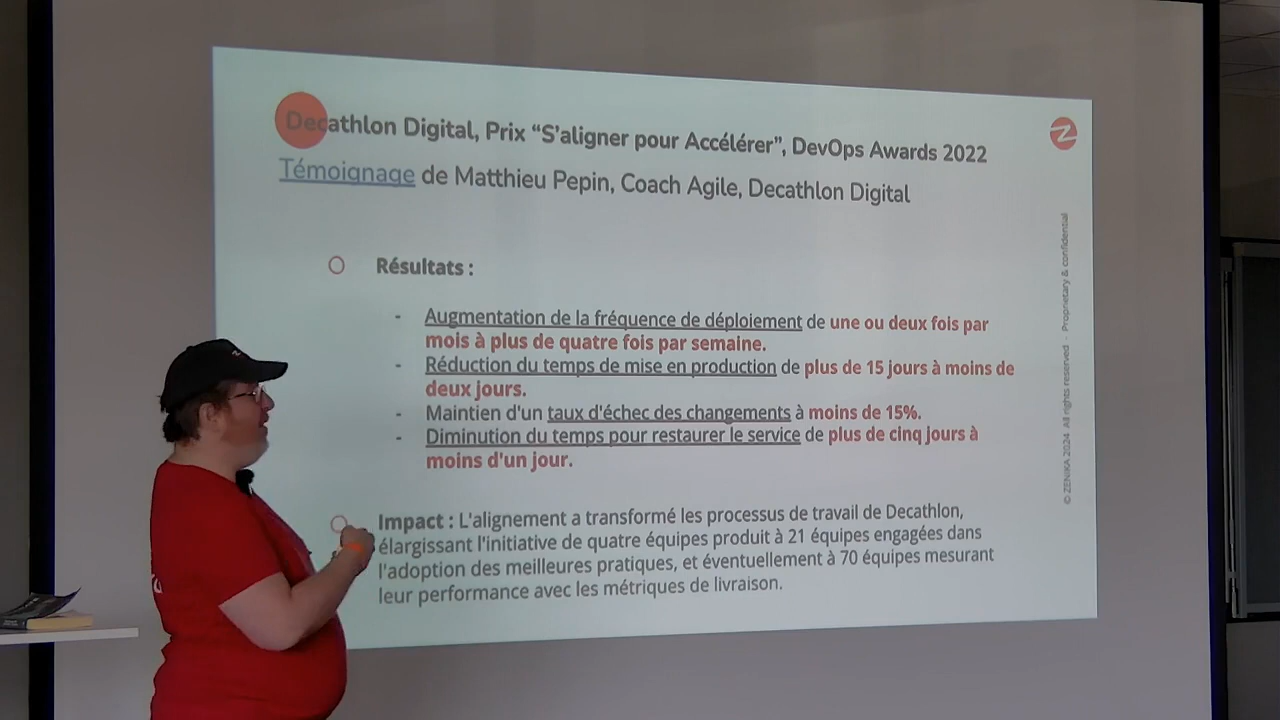 Decathlon Digital, Prix “S’aligner pour Accélérer”, DevOps Awards 2022
Témoignage de Matthieu Pepin, Coach Agile, Decathlon Digital
Résultats :
- Augmentation de la fréquence de déploiement de une ou deux fois par
mois à plus de quatre fois par semaine.
- Réduction du temps de mise en production de plus de 15 jours à moins de
deux jours.
- Maintien d'un taux d'échec des changements à moins de 15%.
- Diminution du temps pour restaurer le service de plus de cinq jours à
moins d'un jour.
Impact : L'alignement a transformé les processus de travail de Decathlon,
élargissant l'initiative de quatre équipes produit à 21 équipes engagées dans
l'adoption des meilleures pratiques, et éventuellement à 70 équipes mesurant
leur performance avec les métriques de livraison.
© ZENIKA 2024 All rights reserved - Proprietary & confidential